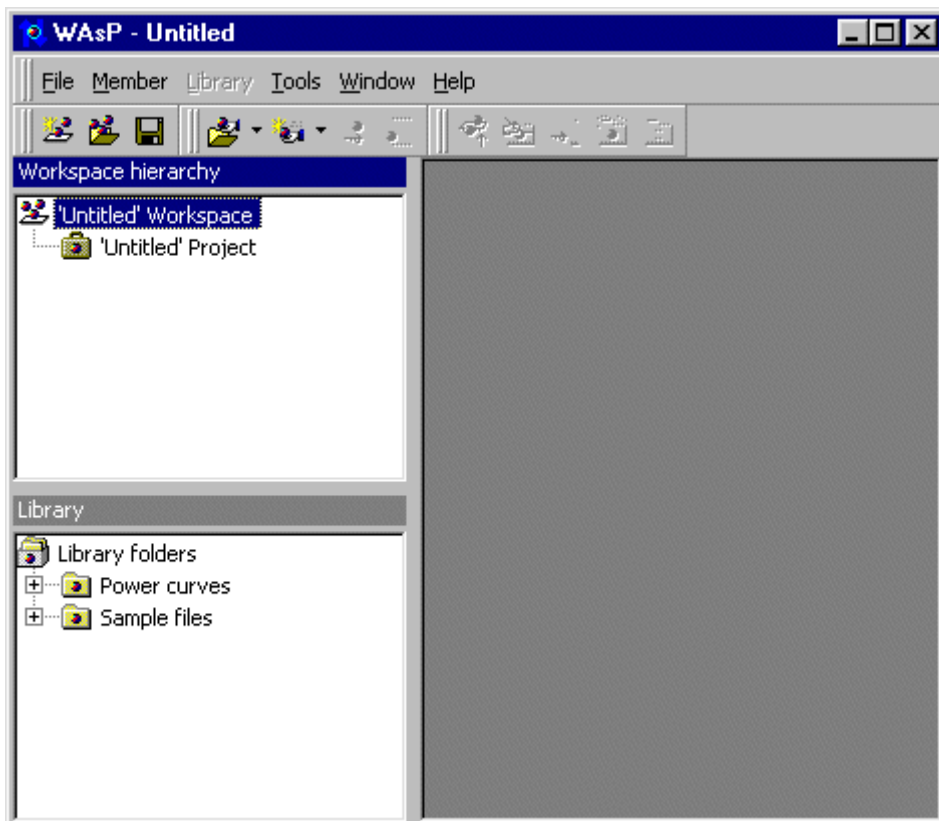 WAsP - Untitled
File Member Library Tools Window Help
Workspace hierarchy
'Untitled' Workspace
'Untitled' Project
Library
Library folders
Power curves
Sample files